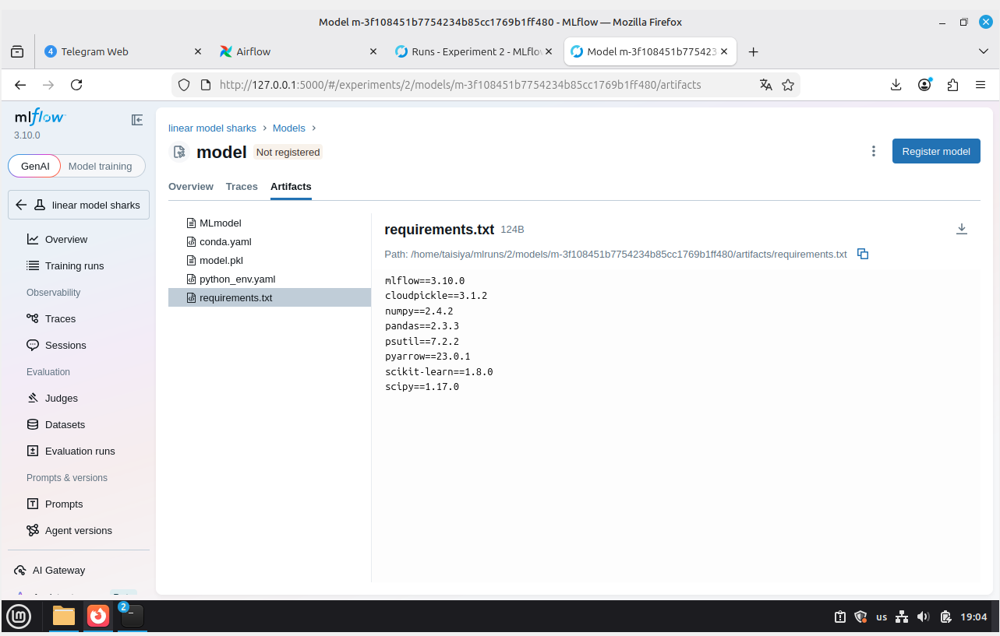 Model m-3f108451b7754234b85cc1769b1ff480 - MLflow — Mozilla Firefox
4 Telegram Web
Airflow
Runs - Experiment 2 - MLflow
Model m-3f108451b775423
http://127.0.0.1:5000/#/experiments/2/models/m-3f108451b7754234b85cc1769b1ff480/artifacts
mlflow
3.10.0
GenAI Model training
linear model sharks
Overview
Training runs
Observability
Traces
Sessions
Evaluation
Judges
Datasets
Evaluation runs
Prompts & versions
Prompts
Agent versions
AI Gateway
linear model sharks > Models >
model Not registered
Register model
Overview Traces Artifacts
MLmodel
conda.yaml
model.pkl
python_env.yaml
requirements.txt
requirements.txt 124B
Path: /home/taisiya/mlruns/2/models/m-3f108451b7754234b85cc1769b1ff480/artifacts/requirements.txt
mlflow==3.10.0
cloudpickle==3.1.2
numpy==2.4.2
pandas==2.3.3
psutil==7.2.2
pyarrow==23.0.1
scikit-learn==1.8.0
scipy==1.17.0
2
us
19:04